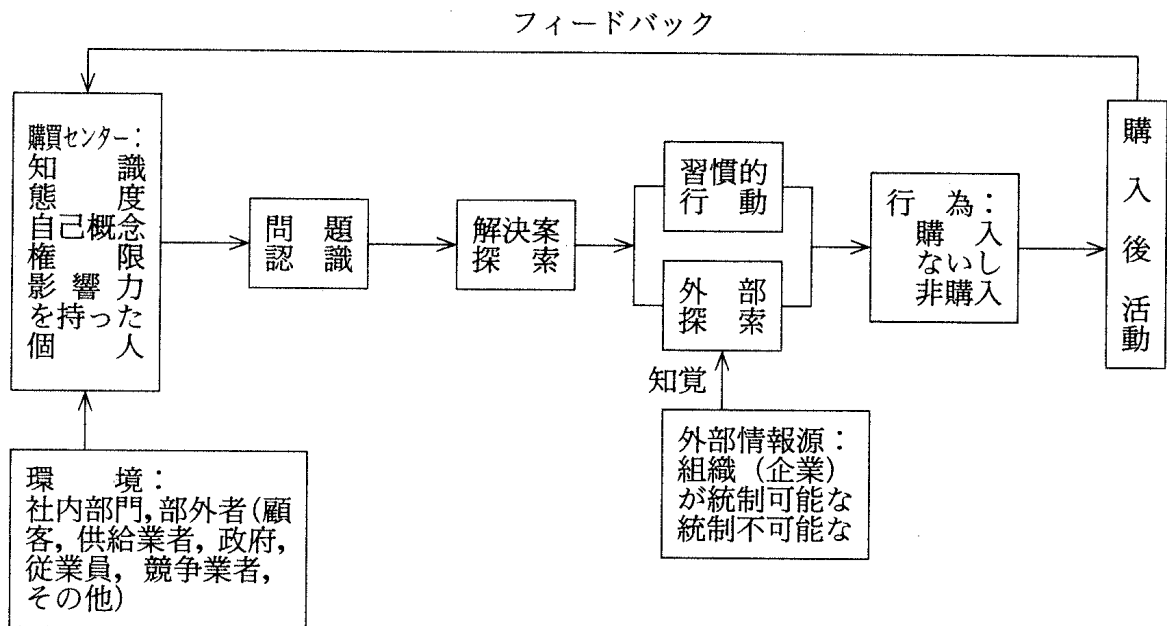 フィードバック
購買センター：
知識
態度
自己概念
権限
影響力
を持った
個人
問題
認識
解決案
探索
習慣的
行動
外部
探索
行為：
購入
ないし
非購入
購入後活動
知覚
外部情報源：
組織（企業）
が統制可能な
統制不可能な
環境：
社内部門，部外者（顧
客，供給業者，政府，
従業員，競争業者，
その他）